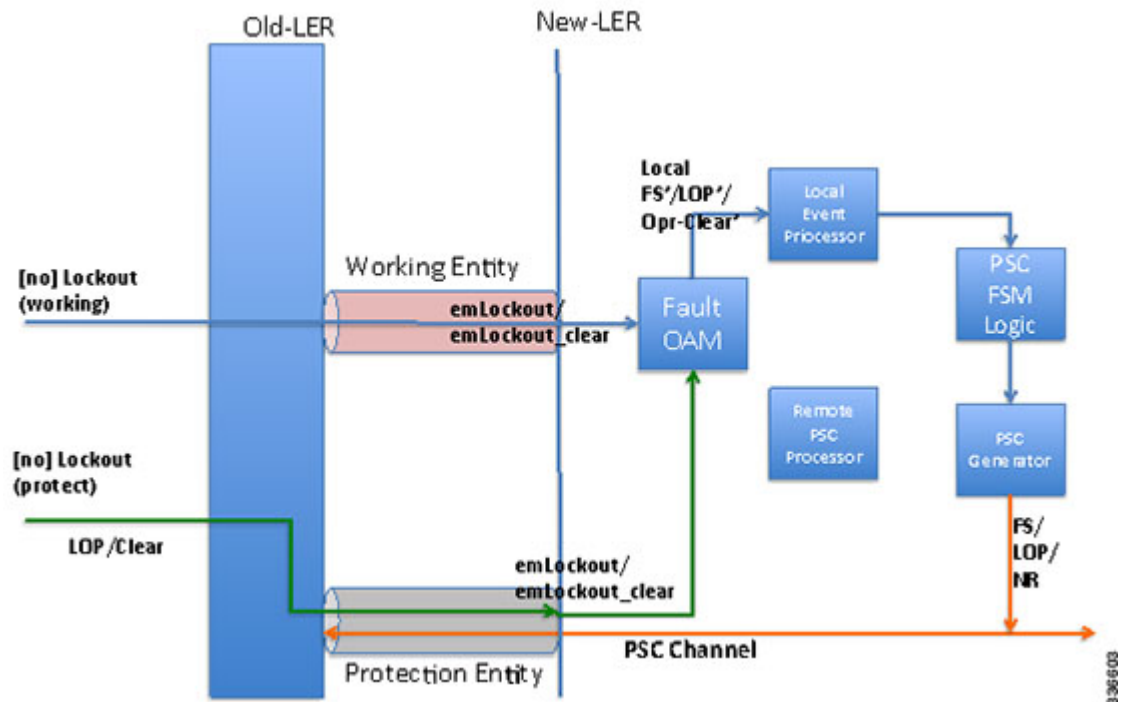 Old-LER
New-LER
Local
FS'/LOP'/
Opr-Clear'
Local
Event
Priocessor
[no] Lockout
(working)
Working Entity
emLockout/
emLockout_clear
Fault
OAM
PSC
FSM
Logic
Remote
PSC
Processor
PSC
Generator
[no] Lockout
(protect)
LOP/Clear
emLockout/
emLockout_clear
FS/
LOP/
NR
PSC Channel
Protection Entity
336603